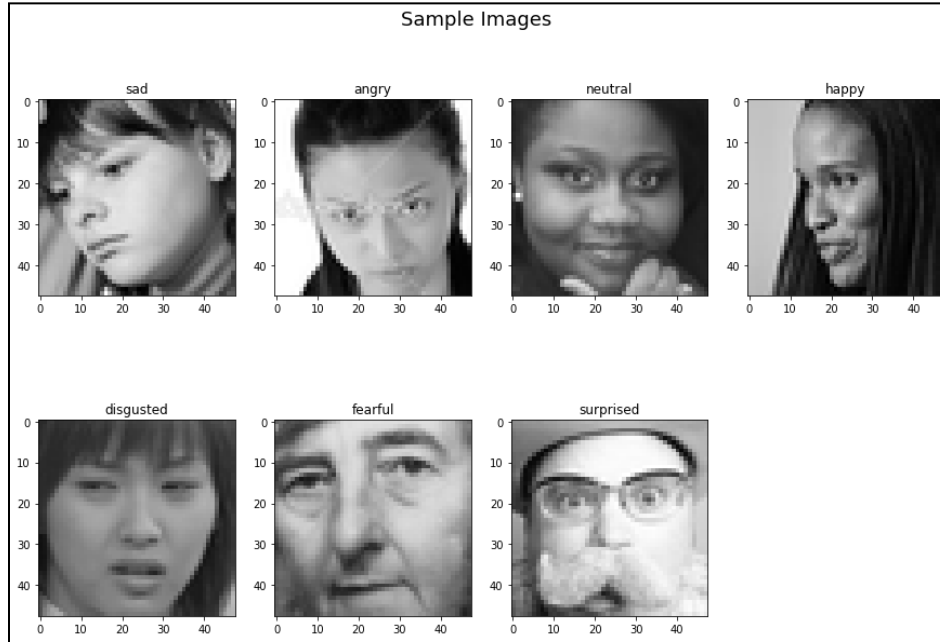 Sample Images
sad angry neutral happy
0 0 0 0
10 10 10 10
20 20 20 20
30 30 30 30
40 40 40 40
0 10 20 30 40 0 10 20 30 40 0 10 20 30 40 0 10 20 30 40
disgusted fearful surprised
0 0 0
10 10 10
20 20 20
30 30 30
40 40 40
0 10 20 30 40 0 10 20 30 40 0 10 20 30 40